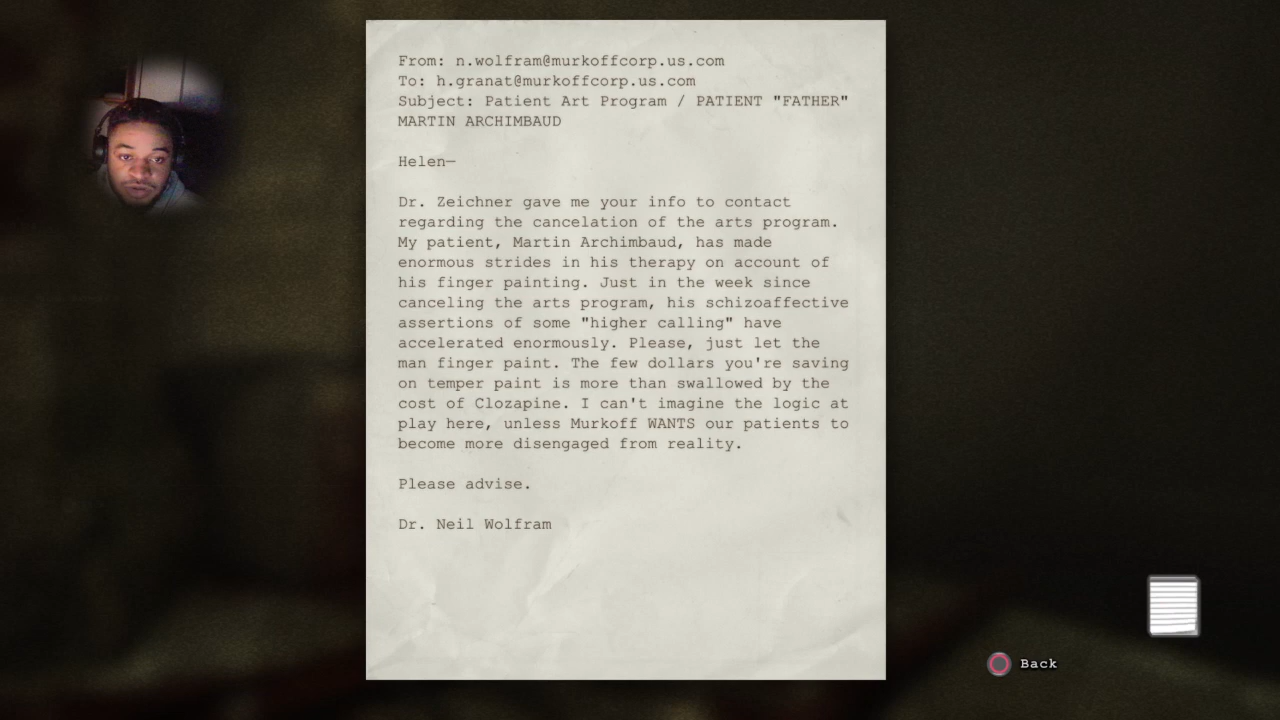 From: n.wolfram@murkoffcorp.us.com
To: h.granat@murkoffcorp.us.com
Subject: Patient Art Program / PATIENT "FATHER"
MARTIN ARCHIMBAUD
Helen—
Dr. Zeichner gave me your info to contact
regarding the cancelation of the arts program.
My patient, Martin Archimbaud, has made
enormous strides in his therapy on account of
his finger painting. Just in the week since
canceling the arts program, his schizoaffective
assertions of some "higher calling" have
accelerated enormously. Please, just let the
man finger paint. The few dollars you're saving
on temper paint is more than swallowed by the
cost of Clozapine. I can't imagine the logic at
play here, unless Murkoff WANTS our patients to
become more disengaged from reality.
Please advise.
Dr. Neil Wolfram
Back